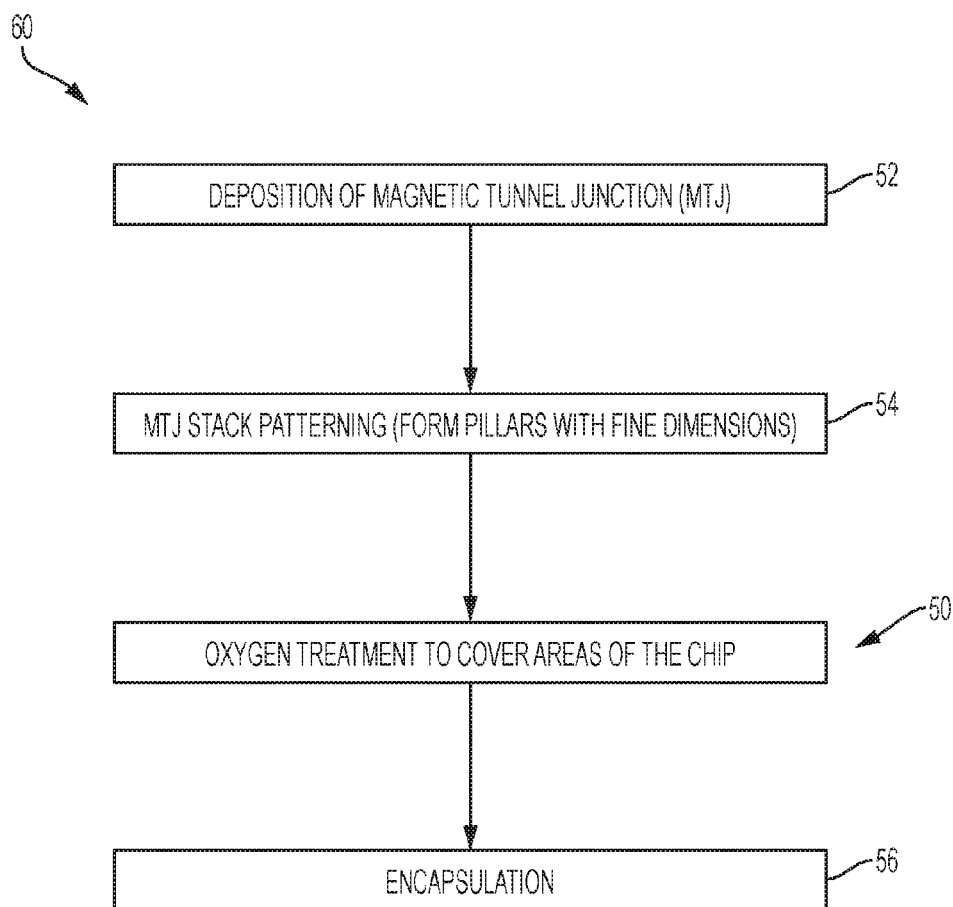 60
DEPOSITION OF MAGNETIC TUNNEL JUNCTION (MTJ)
52
MTJ STACK PATTERNING (FORM PILLARS WITH FINE DIMENSIONS)
54
50
OXYGEN TREATMENT TO COVER AREAS OF THE CHIP
ENCAPSULATION
56